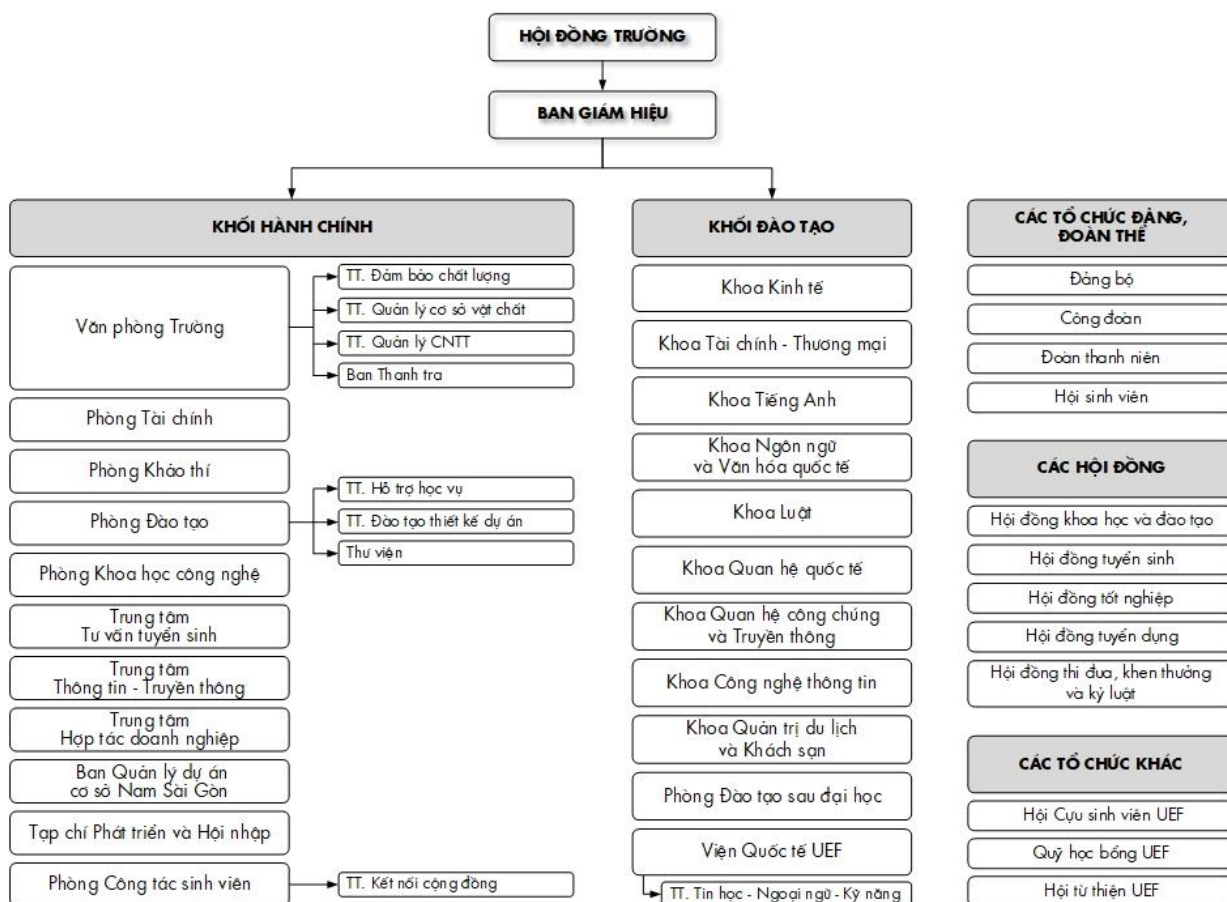 HỘI ĐỒNG TRƯỜNG
BAN GIÁM HIỆU
KHỐI HÀNH CHÍNH
Văn phòng Trường
TT. Đảm bảo chất lượng
TT. Quản lý cơ sở vật chất
TT. Quản lý CNTT
Ban Thanh tra
Phòng Tài chính
Phòng Khảo thí
Phòng Đào tạo
TT. Hỗ trợ học vụ
TT. Đào tạo thiết kế dự án
Thư viện
Phòng Khoa học công nghệ
Trung tâm
Tư vấn tuyển sinh
Trung tâm
Thông tin - Truyền thông
Trung tâm
Hợp tác doanh nghiệp
Ban Quản lý dự án
cơ sở Nam Sài Gòn
Tạp chí Phát triển và Hội nhập
Phòng Công tác sinh viên
TT. Kết nối cộng đồng
KHỐI ĐÀO TẠO
Khoa Kinh tế
Khoa Tài chính - Thương mại
Khoa Tiếng Anh
Khoa Ngôn ngữ
và Văn hóa quốc tế
Khoa Luật
Khoa Quan hệ quốc tế
Khoa Quan hệ công chúng
và Truyền thông
Khoa Công nghệ thông tin
Khoa Quản trị du lịch
và Khách sạn
Phòng Đào tạo sau đại học
Viện Quốc tế UEF
TT. Tin học - Ngoại ngữ - Kỹ năng
CÁC TỔ CHỨC ĐẢNG,
ĐOÀN THỂ
Đảng bộ
Công đoàn
Đoàn thanh niên
Hội sinh viên
CÁC HỘI ĐỒNG
Hội đồng khoa học và đào tạo
Hội đồng tuyển sinh
Hội đồng tốt nghiệp
Hội đồng tuyển dụng
Hội đồng thi đua, khen thưởng
và kỷ luật
CÁC TỔ CHỨC KHÁC
Hội Cựu sinh viên UEF
Quỹ học bổng UEF
Hội từ thiện UEF